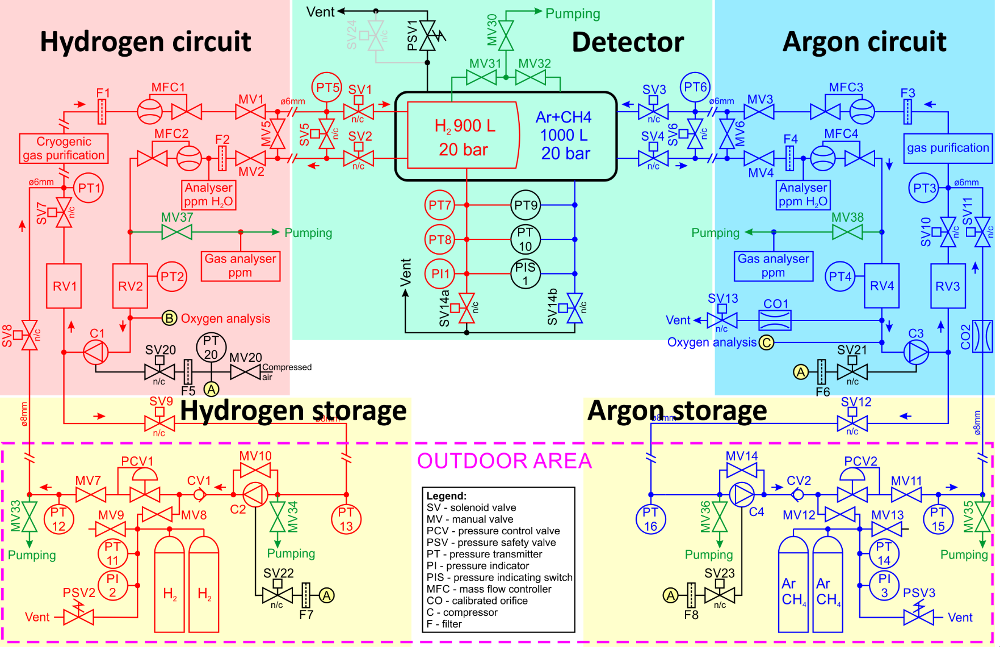 Hydrogen circuit
Detector
Argon circuit
Vent
SV24
n/c
PSV1
MV30
Pumping
MV31
MV32
F1
MFC1
MV1
ø6mm
PT5
SV1
n/c
MV5
SV5
n/c
SV2
n/c
Cryogenic
gas purification
MFC2
F2
MV2
Analyser
ppm H2O
ø6mm
PT1
SV7
n/c
MV37
Pumping
Gas analyser
ppm
RV1
RV2
PT2
B
Oxygen analysis
SV8
n/c
C1
SV20
n/c
F5
PT
20
MV20
Compressed
air
A
H2 900 L
20 bar
Ar+CH4
1000 L
20 bar
PT7
PT9
PT8
PT
10
PI1
PIS
1
Vent
SV14a
n/c
SV14b
n/c
SV3
n/c
PT6
ø6mm
MV3
MFC3
F3
SV4
n/c
SV6
n/c
MV6
MV4
F4
MFC4
gas purification
Analyser
ppm H2O
PT3
ø6mm
SV10
n/c
SV11
n/c
MV38
Pumping
Gas analyser
ppm
PT4
RV4
RV3
SV13
n/c
Vent
CO1
Oxygen analysis
C
C3
CO2
SV21
n/c
A
F6
Hydrogen storage
ø8mm
SV9
n/c
ø8mm
Argon storage
ø8mm
SV12
n/c
ø8mm
OUTDOOR AREA
PCV1
MV7
CV1
MV10
C2
MV33
PT
12
MV9
MV8
MV34
PT
13
Pumping
Pumping
PT
11
PI
2
PSV2
Vent
H2
H2
SV22
n/c
F7
A
Legend:
SV - solenoid valve
MV - manual valve
PCV - pressure control valve
PSV - pressure safety valve
PT - pressure transmitter
PI - pressure indicator
PIS - pressure indicating switch
MFC - mass flow controller
CO - calibrated orifice
C - compressor
F - filter
MV14
CV2
PCV2
MV11
C4
PT
16
MV36
MV12
MV13
PT
15
MV35
Pumping
Pumping
PT
14
PI
3
PSV3
Vent
Ar
CH4
Ar
CH4
A
F8
SV23
n/c